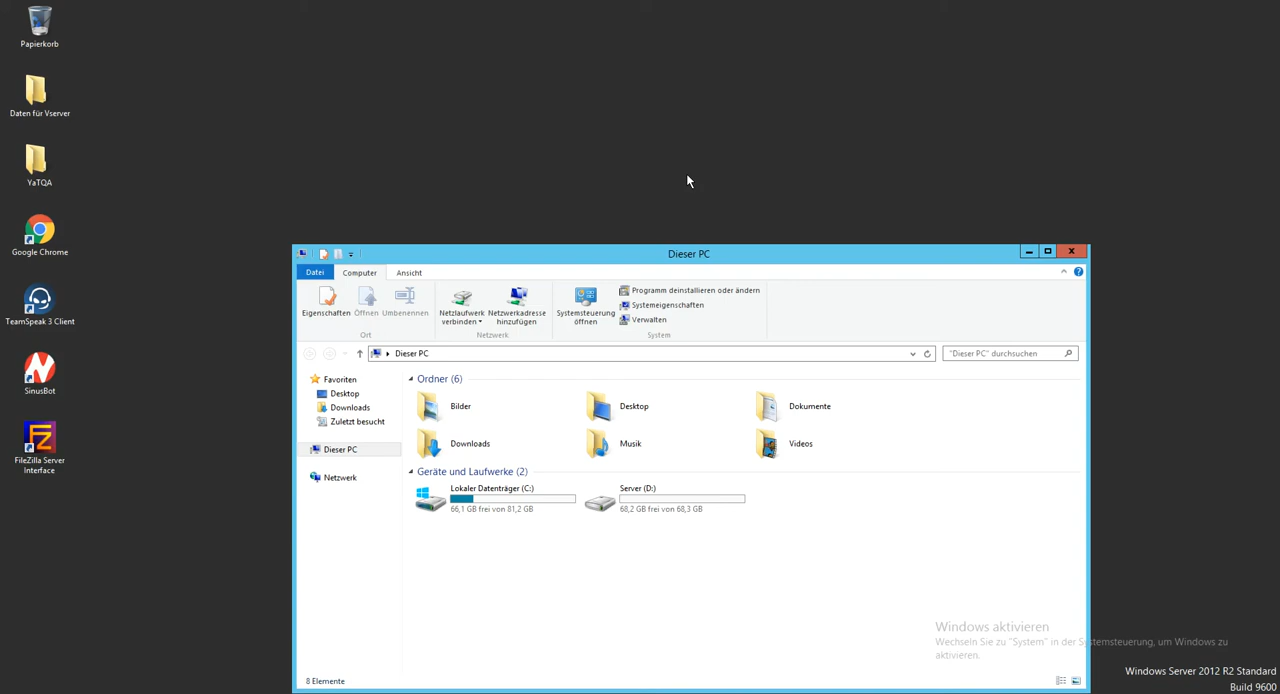 Papierkorb
Daten für Vserver
YaTQA
Google Chrome
TeamSpeak 3 Client
SinusBot
FileZilla Server
Interface
Dieser PC
Datei
Computer
Ansicht
Eigenschaften
Öffnen
Umbenennen
Ort
Netzlaufwerk
verbinden
Netzwerkadresse
hinzufügen
Netzwerk
Systemsteuerung
öffnen
Programm deinstallieren oder ändern
Systemeigenschaften
Verwalten
System
Dieser PC
"Dieser PC" durchsuchen
Favoriten
Desktop
Downloads
Zuletzt besucht
Dieser PC
Netzwerk
Ordner (6)
Bilder
Desktop
Dokumente
Downloads
Musik
Videos
Geräte und Laufwerke (2)
Lokaler Datenträger (C:)
66,1 GB frei von 81,2 GB
Server (D:)
68,2 GB frei von 68,3 GB
8 Elemente
Windows aktivieren
Wechseln Sie zu "System" in der Systemsteuerung, um Windows zu
aktivieren.
Windows Server 2012 R2 Standard
Build 9600